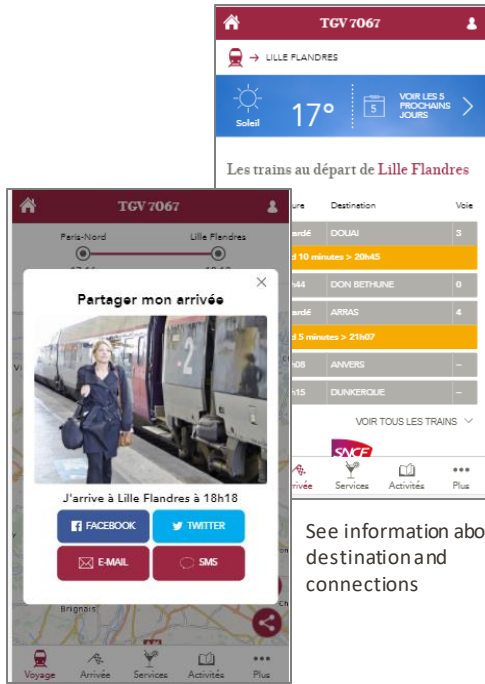 TGV 7067
→ LILLE FLANDRES
Soleil
17°
5
VOIR LES 5
PROCHAINS
JOURS
Les trains au départ de Lille Flandres
Destination
Voie
DOUAI
3
10 minutes > 20h45
DON BETHUNE
0
ARRAS
4
5 minutes > 21h07
ANVERS
–
DUNKERQUE
–
VOIR TOUS LES TRAINS
SNCF
Services
Activités
Plus
See information
destination and
connections
TGV 7067
Paris-Nord
Lille Flandres
Partager mon arrivée
J'arrive à Lille Flandres à 18h18
FACEBOOK
TWITTER
E-MAIL
SMS
Brignais
Voyage
Arrivée
Services
Activités
Plus